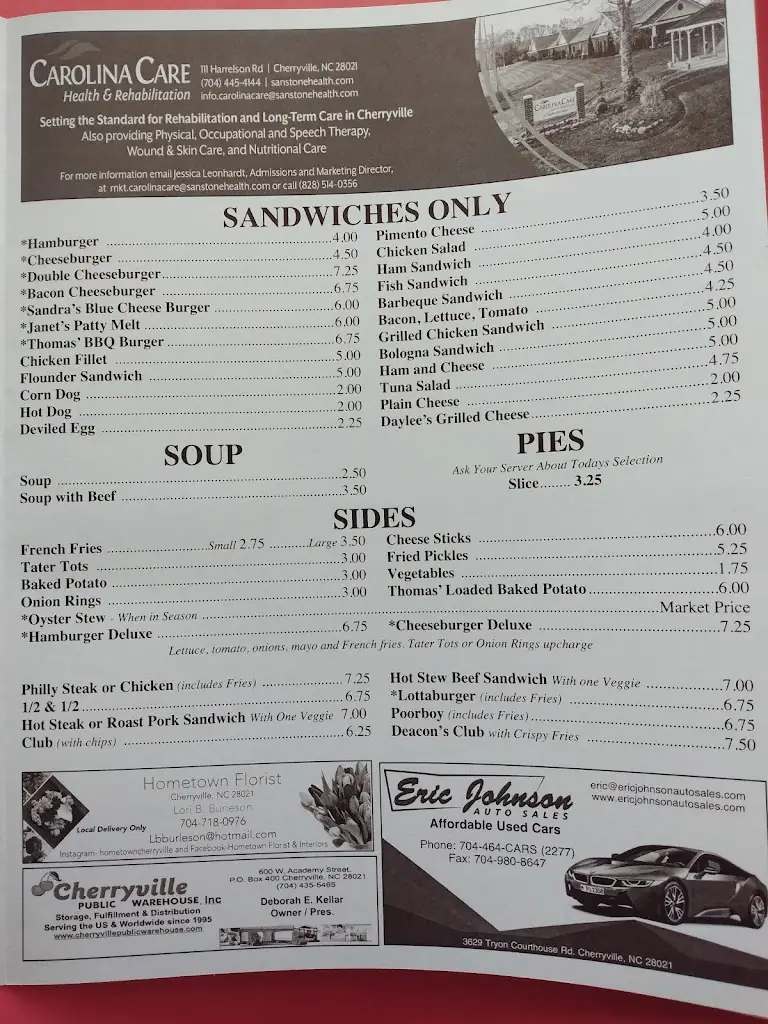 CAROLINA CARE
Health & Rehabilitation
111 Harrelson Rd | Cherryville, NC 28021
(704) 445-4144 | sanstonehealth.com
info.carolinacare@sanstonehealth.com
Setting the Standard for Rehabilitation and Long-Term Care in Cherryville
Also providing Physical, Occupational and Speech Therapy,
Wound & Skin Care, and Nutritional Care
For more information email Jessica Leonhardt, Admissions and Marketing Director,
at mkt.carolinacare@sanstonehealth.com or call (828) 514-0356
CAROLINA CARE
SANDWICHES ONLY
*Hamburger 4.00
*Cheeseburger 4.50
*Double Cheeseburger 7.25
*Bacon Cheeseburger 6.75
*Sandra's Blue Cheese Burger 6.00
*Janet's Patty Melt 6.00
*Thomas' BBQ Burger 6.75
Chicken Fillet 5.00
Flounder Sandwich 5.00
Corn Dog 2.00
Hot Dog 2.00
Deviled Egg 2.25
Pimento Cheese 3.50
Chicken Salad 5.00
Ham Sandwich 4.00
Fish Sandwich 4.50
Barbeque Sandwich 4.50
Bacon, Lettuce, Tomato 4.25
Grilled Chicken Sandwich 5.00
Bologna Sandwich 5.00
Ham and Cheese 5.00
Tuna Salad 4.75
Plain Cheese 2.00
Daylee's Grilled Cheese 2.25
SOUP
Soup 2.50
Soup with Beef 3.50
PIES
Ask Your Server About Todays Selection
Slice........ 3.25
SIDES
French Fries Small 2.75 Large 3.50
Tater Tots 3.00
Baked Potato 3.00
Onion Rings 3.00
Cheese Sticks 6.00
Fried Pickles 5.25
Vegetables 1.75
Thomas' Loaded Baked Potato 6.00
*Oyster Stew - When in Season Market Price
*Hamburger Deluxe 6.75
*Cheeseburger Deluxe 7.25
Lettuce, tomato, onions, mayo and French fries. Tater Tots or Onion Rings upcharge
Philly Steak or Chicken (includes Fries) 7.25
1/2 & 1/2 6.75
Hot Steak or Roast Pork Sandwich With One Veggie 7.00
Club (with chips) 6.25
Hot Stew Beef Sandwich With one Veggie 7.00
*Lottaburger (includes Fries) 6.75
Poorboy (includes Fries) 6.75
Deacon's Club with Crispy Fries 7.50
Hometown Florist
Cherryville, NC 28021
Lori B. Burleson
704-718-0976
Local Delivery Only
Lbburleson@hotmail.com
Instagram- hometowncherryville and Facebook-Hometown Florist & Interiors
Cherryville
PUBLIC WAREHOUSE, Inc
Storage, Fulfillment & Distribution
Serving the US & Worldwide since 1995
www.cherryvillepublicwarehouse.com
600 W. Academy Street,
P.O. Box 400 Cherryville, NC 28021
(704) 435-5465
Deborah E. Kellar
Owner / Pres.
Eric Johnson
AUTO SALES
Affordable Used Cars
eric@ericjohnsonautosales.com
www.ericjohnsonautosales.com
Phone: 704-464-CARS (2277)
Fax: 704-980-8647
3629 Tryon Courthouse Rd. Cherryville, NC 28021